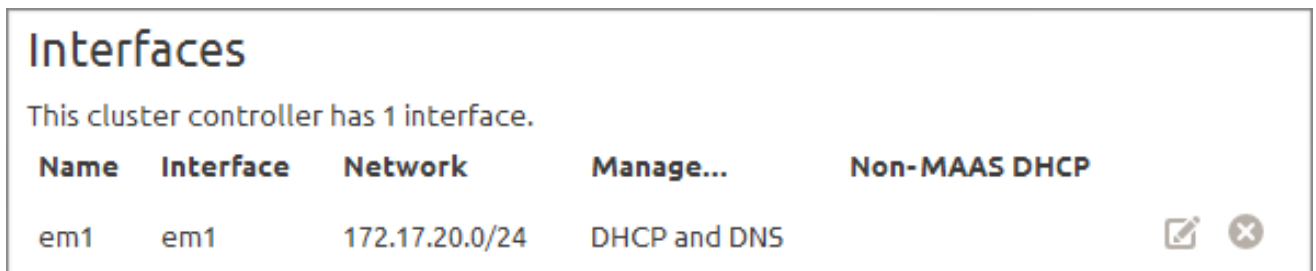 Interfaces
This cluster controller has 1 interface.
Name Interface Network Manage... Non-MAAS DHCP
em1 em1 172.17.20.0/24 DHCP and DNS